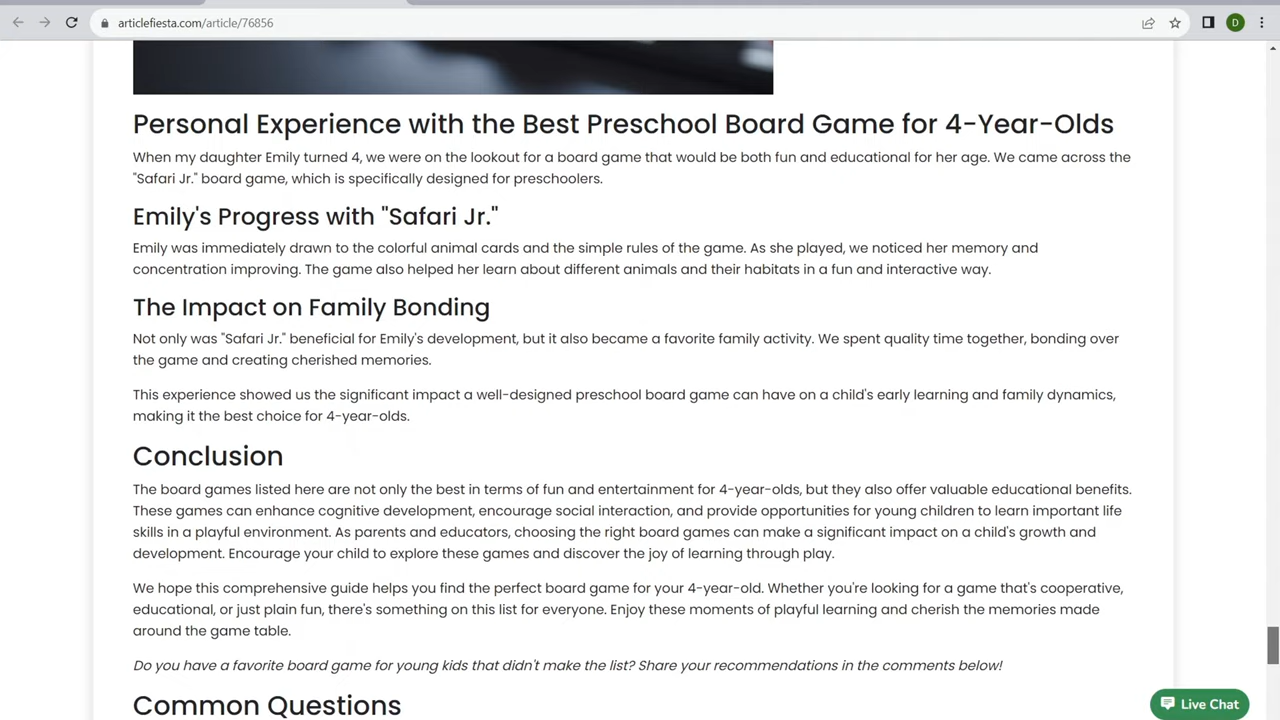 articlefiesta.com/article/76856
D
Personal Experience with the Best Preschool Board Game for 4-Year-Olds
When my daughter Emily turned 4, we were on the lookout for a board game that would be both fun and educational for her age. We came across the
"Safari Jr." board game, which is specifically designed for preschoolers.
Emily's Progress with "Safari Jr."
Emily was immediately drawn to the colorful animal cards and the simple rules of the game. As she played, we noticed her memory and
concentration improving. The game also helped her learn about different animals and their habitats in a fun and interactive way.
The Impact on Family Bonding
Not only was "Safari Jr." beneficial for Emily's development, but it also became a favorite family activity. We spent quality time together, bonding over
the game and creating cherished memories.
This experience showed us the significant impact a well-designed preschool board game can have on a child's early learning and family dynamics,
making it the best choice for 4-year-olds.
Conclusion
The board games listed here are not only the best in terms of fun and entertainment for 4-year-olds, but they also offer valuable educational benefits.
These games can enhance cognitive development, encourage social interaction, and provide opportunities for young children to learn important life
skills in a playful environment. As parents and educators, choosing the right board games can make a significant impact on a child's growth and
development. Encourage your child to explore these games and discover the joy of learning through play.
We hope this comprehensive guide helps you find the perfect board game for your 4-year-old. Whether you're looking for a game that's cooperative,
educational, or just plain fun, there's something on this list for everyone. Enjoy these moments of playful learning and cherish the memories made
around the game table.
Do you have a favorite board game for young kids that didn't make the list? Share your recommendations in the comments below!
Common Questions
Live Chat